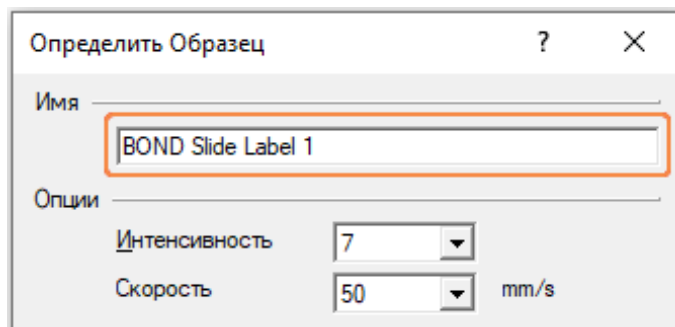 Определить Образец ? ×
Имя
BOND Slide Label 1
Опции
Интенсивность 7
Скорость 50 mm/s